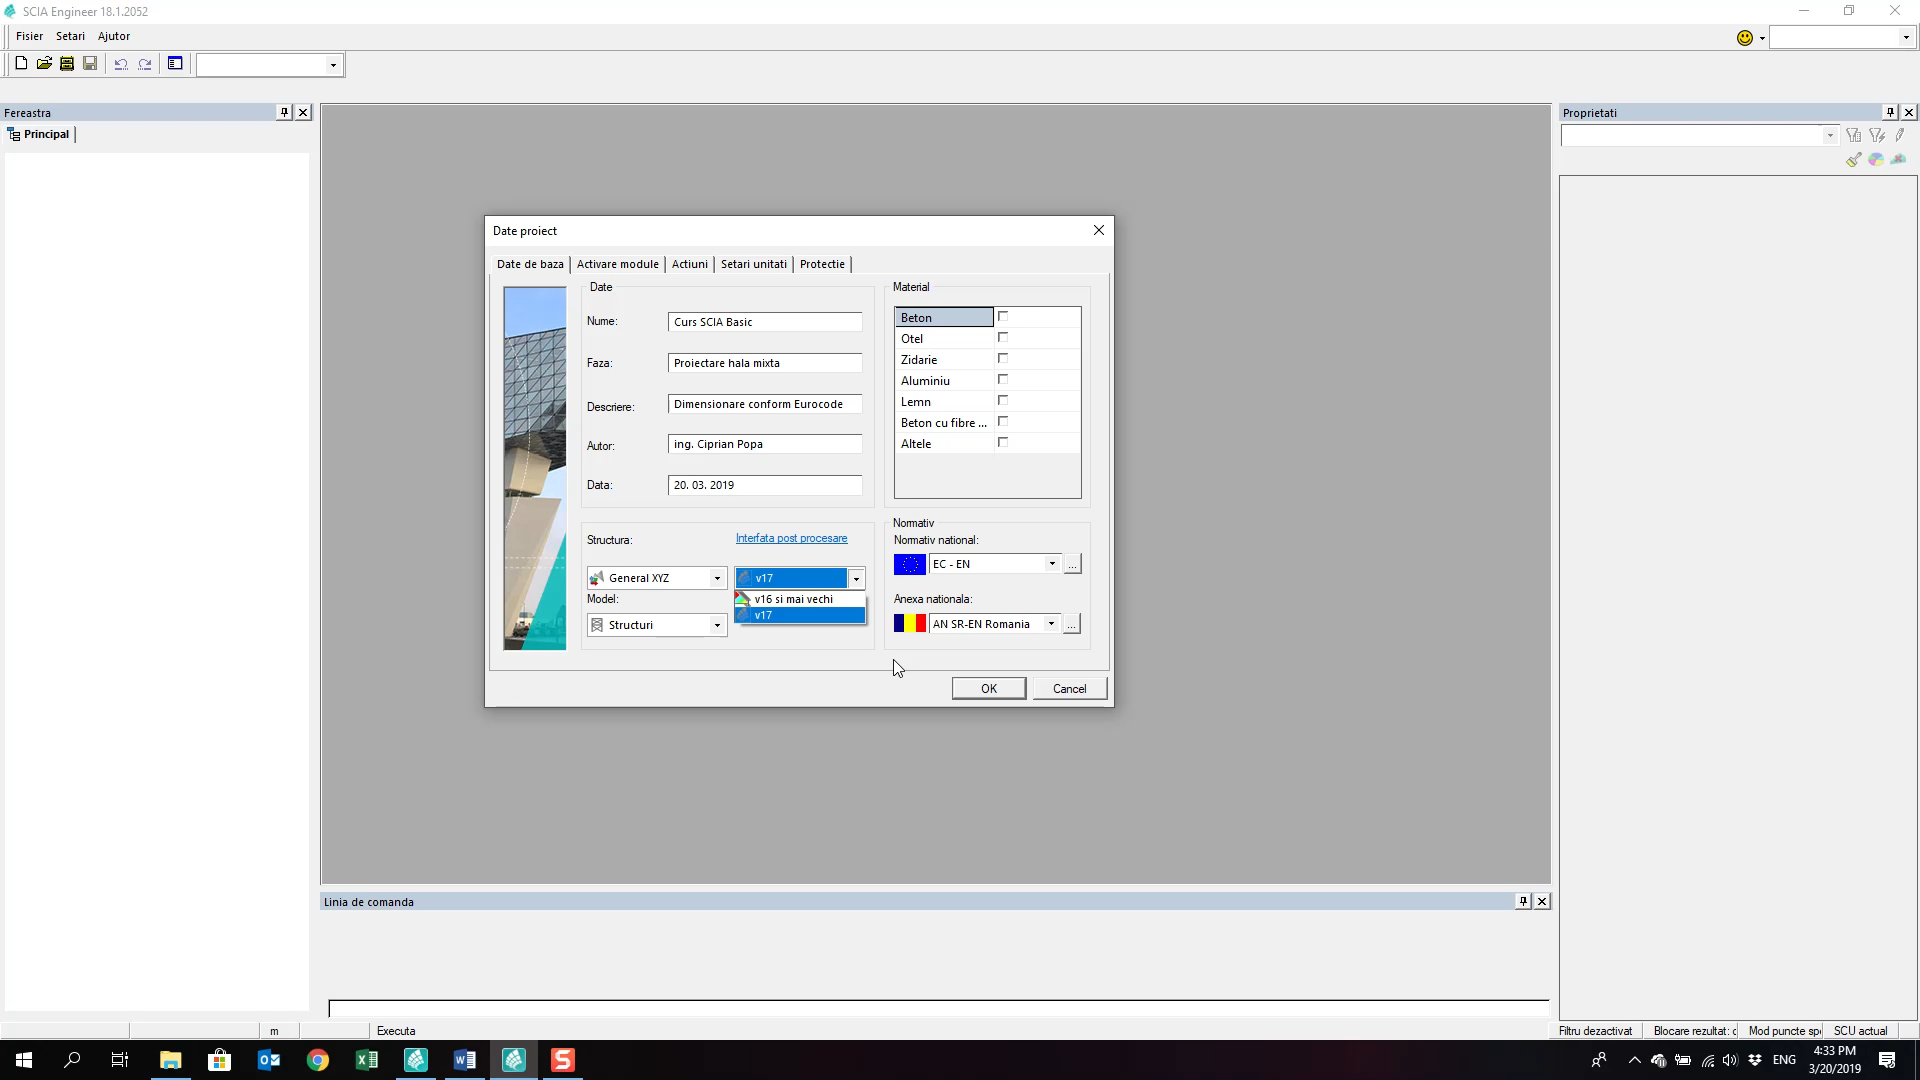 SCIA Engineer 18.1.2052
Fisier Setari Ajutor
Fereastra
Principal
Proprietati
Date proiect
Date de baza Activare module Actiuni Setari unitati Protectie
Date
Nume: Curs SCIA Basic
Faza: Proiectare hala mixta
Descriere: Dimensionare conform Eurocode
Autor: ing. Ciprian Popa
Data: 20. 03. 2019
Material
Beton
Otel
Zidarie
Aluminiu
Lemn
Beton cu fibre ...
Altele
Structura: Interfata post procesare
General XYZ v17
v16 si mai vechi
v17
Model:
Structuri
Normativ
Normativ national:
EC - EN ...
Anexa nationala:
AN SR-EN Romania ...
OK Cancel
Linia de comanda
m Executa
Filtru dezactivat Blocare rezultat: Mod puncte SCU actual
ENG
4:33 PM
3/20/2019